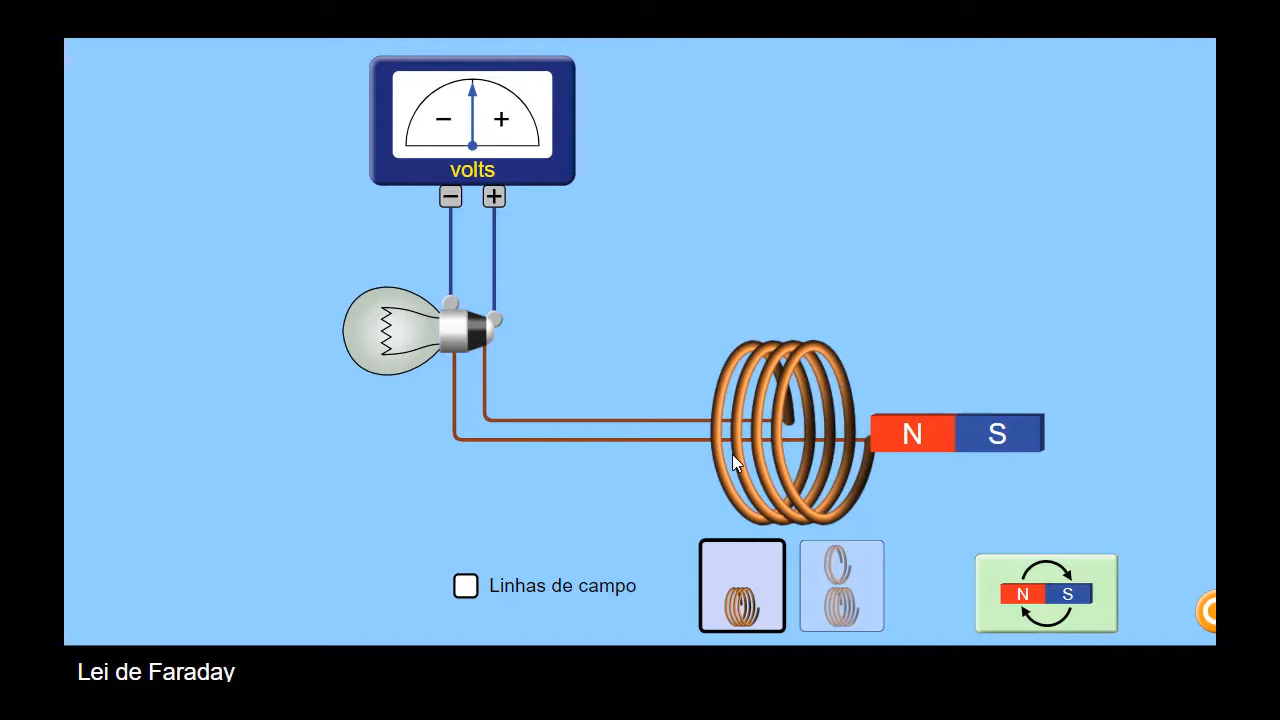 − +
volts
− +
N S
Linhas de campo
N S
Lei de Faraday